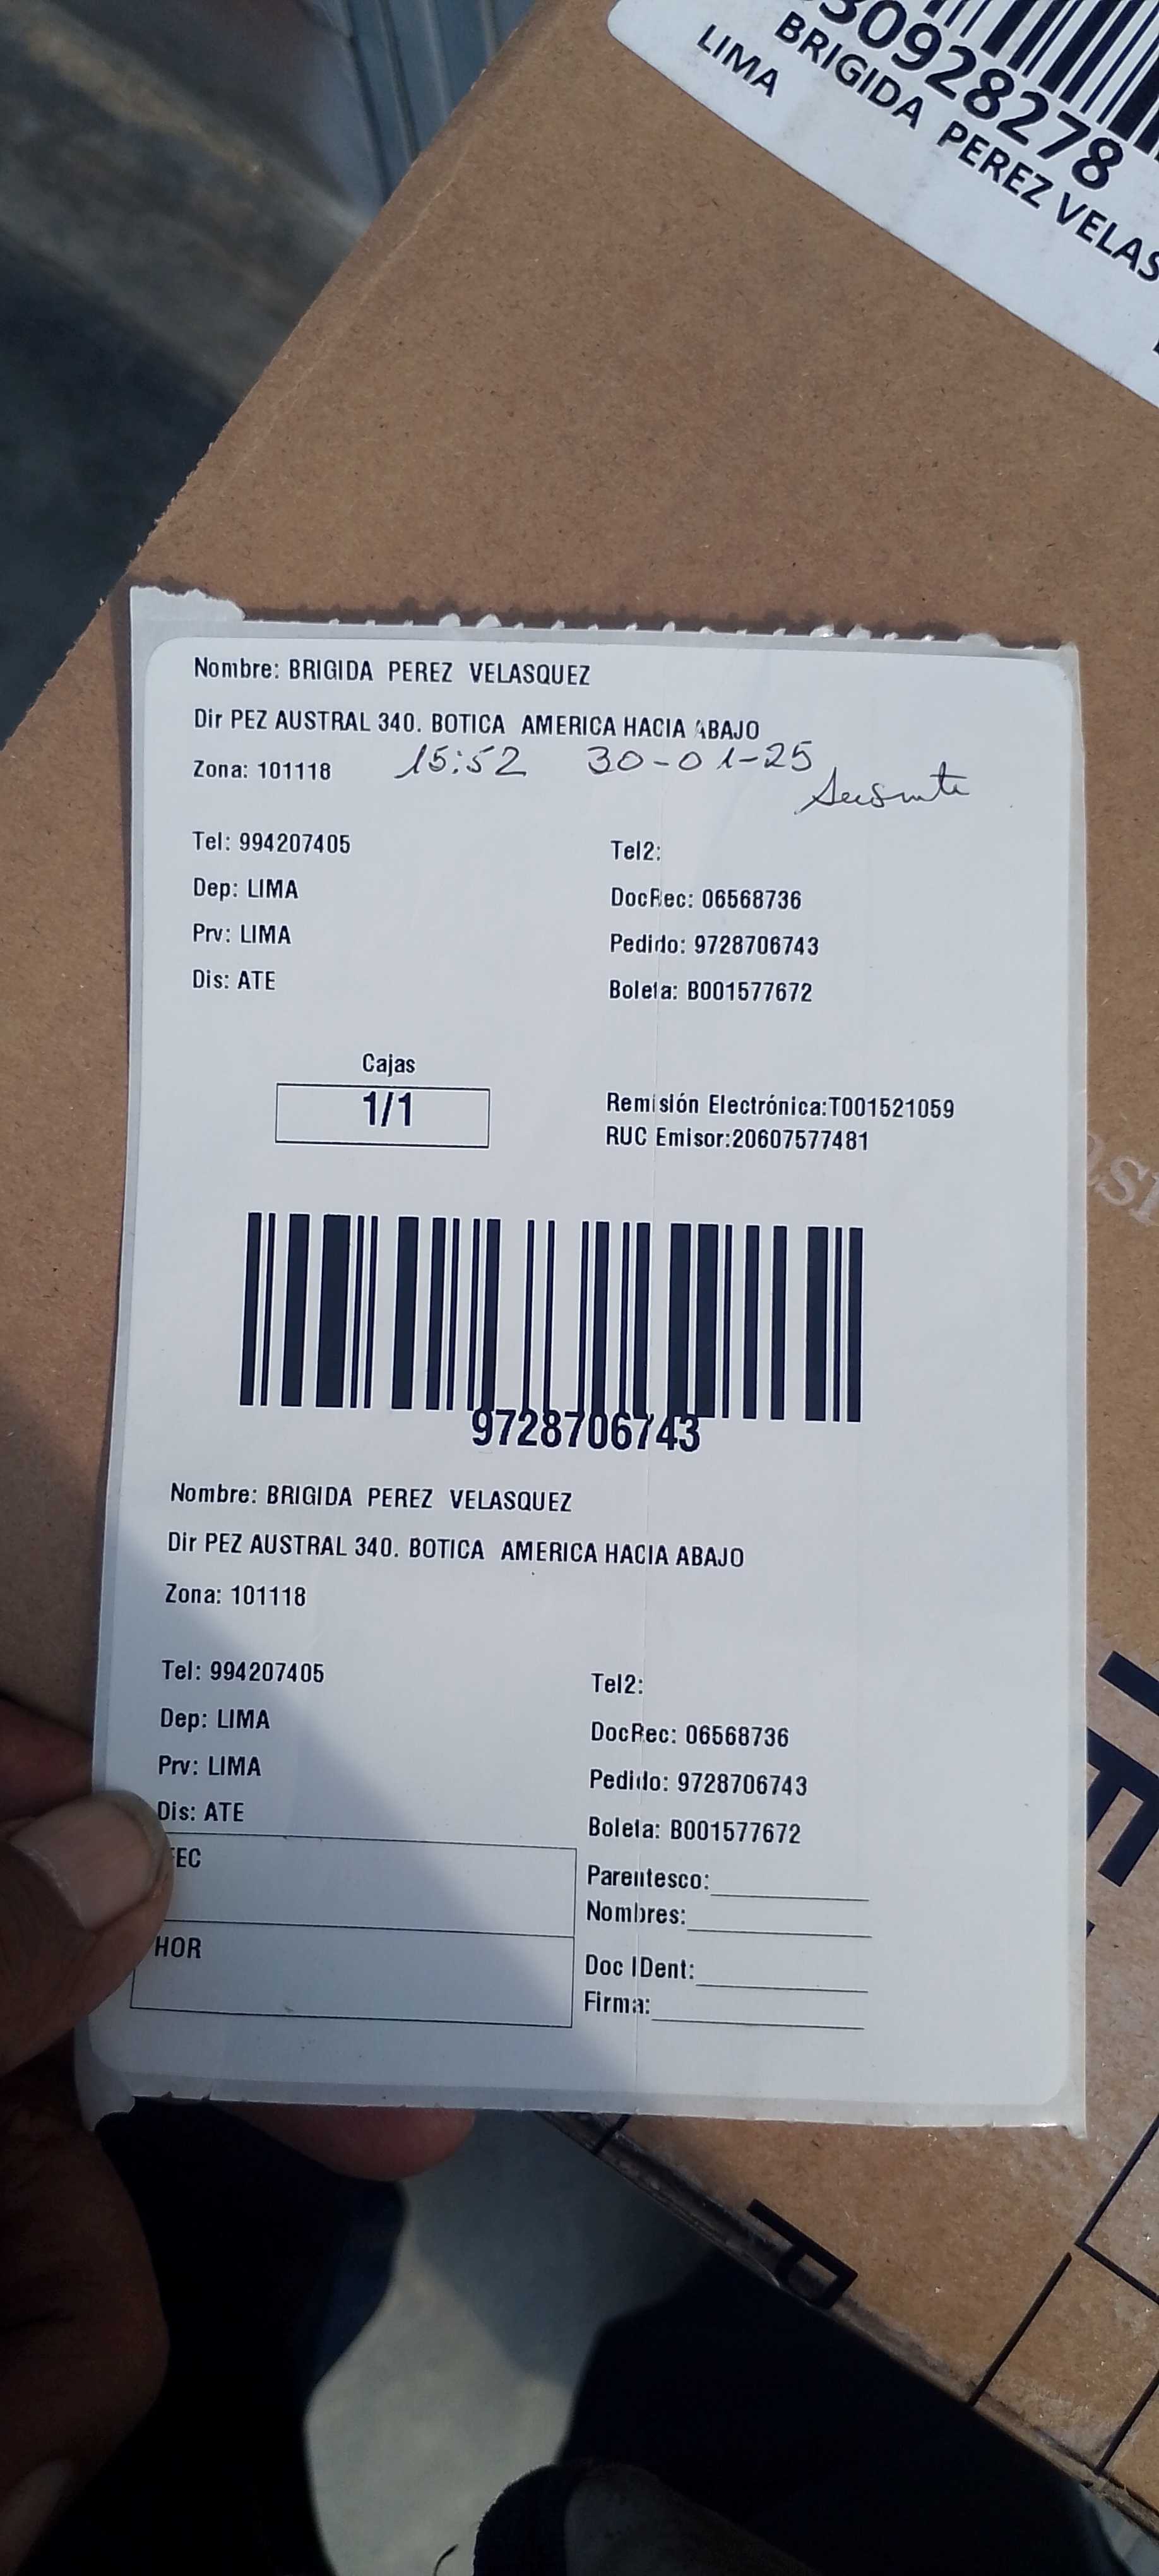 30928278
BRIGIDA PEREZ VELAS
LIMA
Nombre: BRIGIDA PEREZ VELASQUEZ
Dir PEZ AUSTRAL 340. BOTICA AMERICA HACIA ABAJO
Zona: 101118 15:52 30-01-25
Tel: 994207405 Tel2:
Dep: LIMA DocRec: 06568736
Prv: LIMA Pedido: 9728706743
Dis: ATE Boleta: B001577672
Cajas
1/1
Remisión Electrónica:T001521059
RUC Emisor:20607577481
9728706743
Nombre: BRIGIDA PEREZ VELASQUEZ
Dir PEZ AUSTRAL 340. BOTICA AMERICA HACIA ABAJO
Zona: 101118
Tel: 994207405 Tel2:
Dep: LIMA DocRec: 06568736
Prv: LIMA Pedido: 9728706743
Dis: ATE Boleta: B001577672
FEC
HOR
Parentesco:
Nombres:
Doc IDent:
Firma: